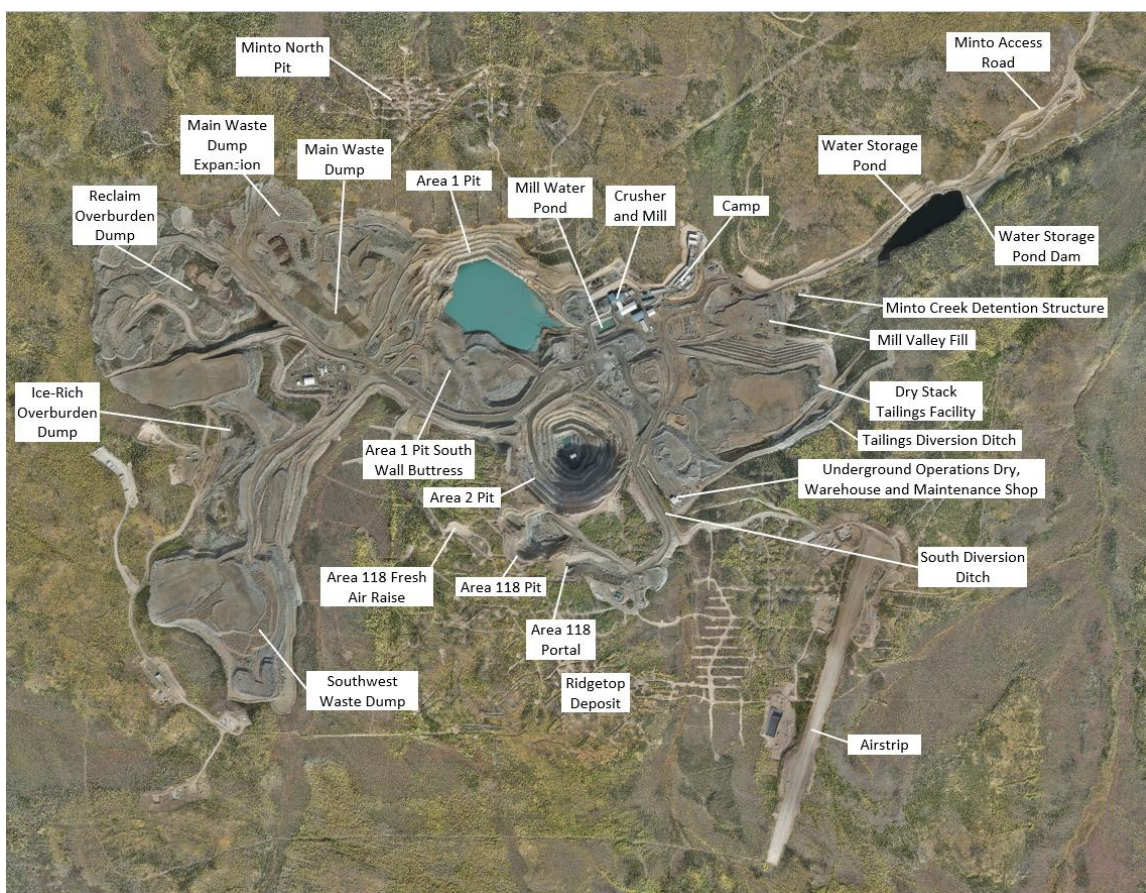 Minto North
Pit
Minto Access
Road
Main Waste
Dump
Expansion
Main Waste
Dump
Area 1 Pit
Mill Water
Pond
Crusher
and Mill
Camp
Water Storage
Pond
Reclaim
Overburden
Dump
Water Storage
Pond Dam
Minto Creek Detention Structure
Mill Valley Fill
Ice-Rich
Overburden
Dump
Dry Stack
Tailings Facility
Tailings Diversion Ditch
Area 1 Pit South
Wall Buttress
Area 2 Pit
Underground Operations Dry,
Warehouse and Maintenance Shop
South Diversion
Ditch
Area 118 Fresh
Air Raise
Area 118 Pit
Area 118
Portal
Southwest
Waste Dump
Ridgetop
Deposit
Airstrip